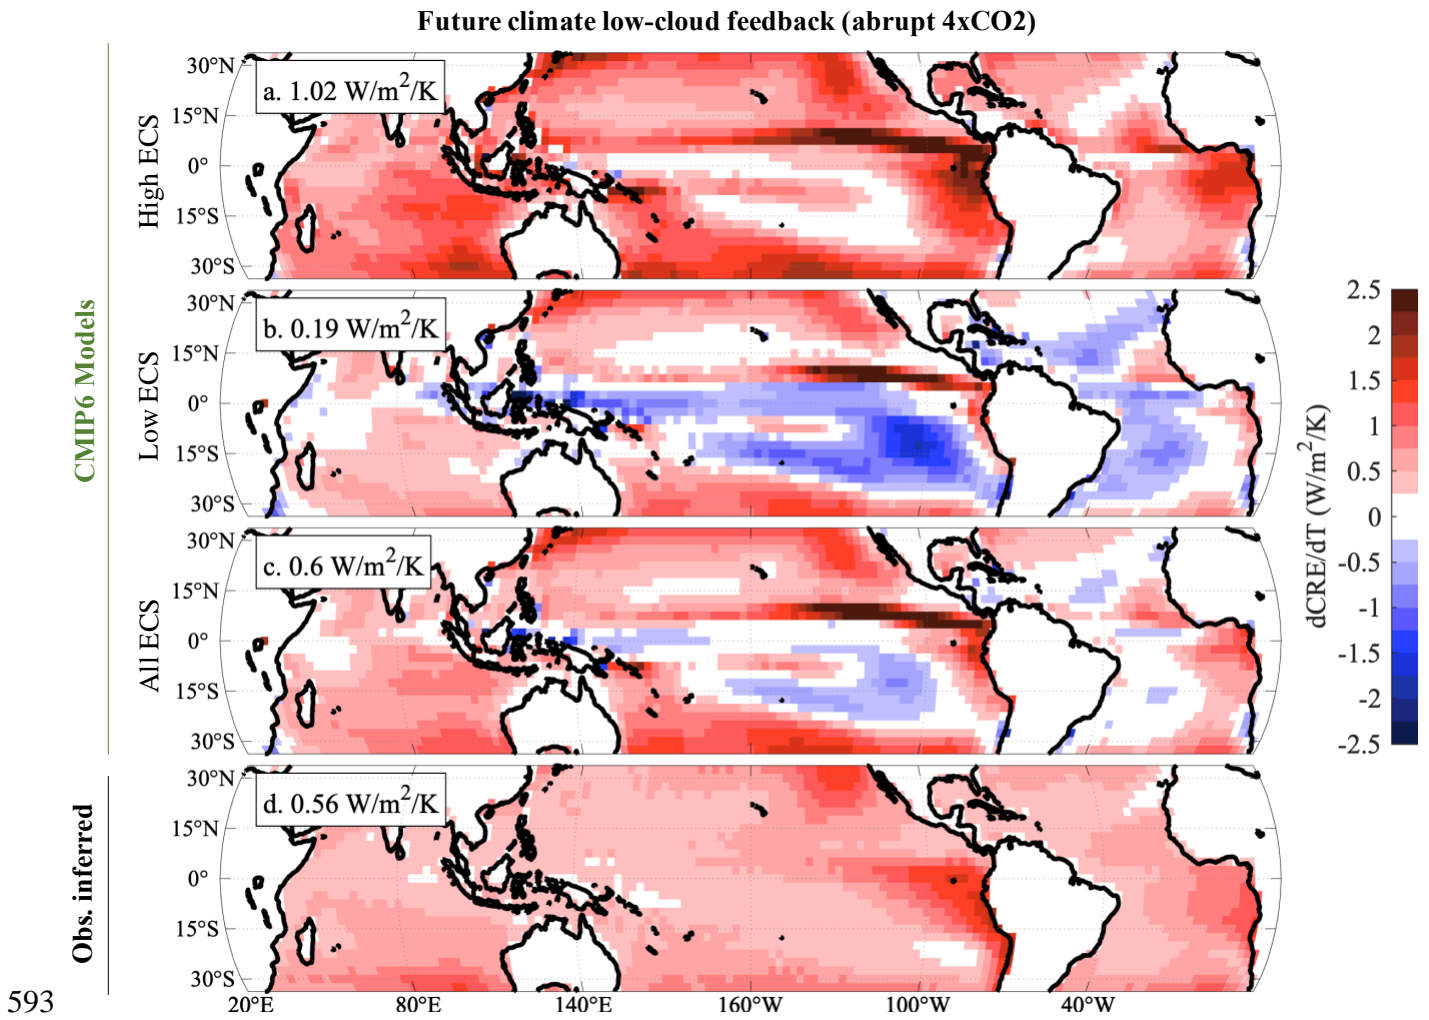 Future climate low-cloud feedback (abrupt 4xCO2)
CMIP6 Models
High ECS
30°N
15°N
0°
15°S
30°S
a. 1.02 W/m²/K
Low ECS
30°N
15°N
0°
15°S
30°S
b. 0.19 W/m²/K
All ECS
30°N
15°N
0°
15°S
30°S
c. 0.6 W/m²/K
Obs. inferred
30°N
15°N
0°
15°S
30°S
d. 0.56 W/m²/K
20°E 80°E 140°E 160°W 100°W 40°W
dCRE/dT (W/m²/K)
2.5
2
1.5
1
0.5
0
-0.5
-1
-1.5
-2
-2.5
593